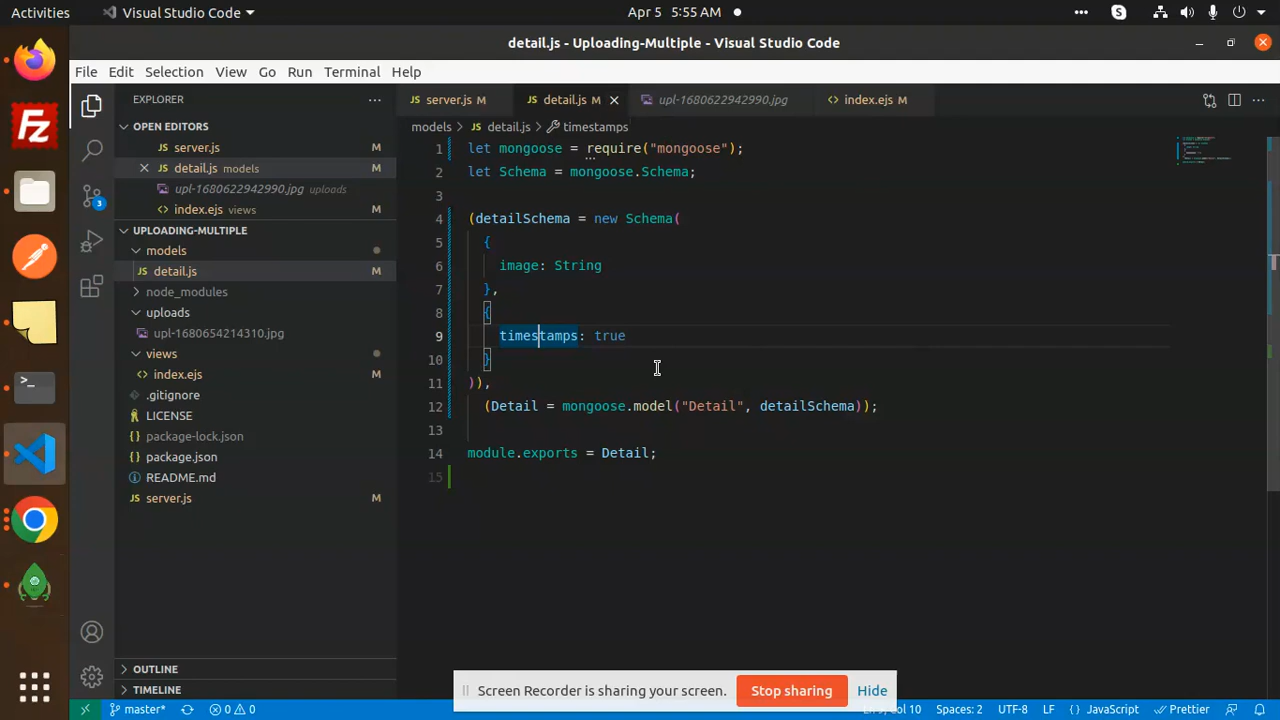 Activities
Visual Studio Code
Apr 5 5:55 AM
detail.js - Uploading-Multiple - Visual Studio Code
File Edit Selection View Go Run Terminal Help
EXPLORER
server.js M
detail.js M
upl-1680622942990.jpg
index.ejs M
OPEN EDITORS
server.js M
detail.js models M
upl-1680622942990.jpg uploads
index.ejs views M
UPLOADING-MULTIPLE
models
detail.js M
node_modules
uploads
upl-1680654214310.jpg
views
index.ejs M
.gitignore
LICENSE
package-lock.json
package.json
README.md
server.js M
OUTLINE
TIMELINE
models > detail.js > timestamps
1 let mongoose = require("mongoose");
2 let Schema = mongoose.Schema;
3
4 (detailSchema = new Schema(
5 {
6 image: String
7 },
8 {
9 timestamps: true
10 }
11 )),
12 (Detail = mongoose.model("Detail", detailSchema));
13
14 module.exports = Detail;
15
3
Screen Recorder is sharing your screen.
Stop sharing
Hide
master*
0 0
Col 10
Spaces: 2
UTF-8
LF
{ } JavaScript
Prettier